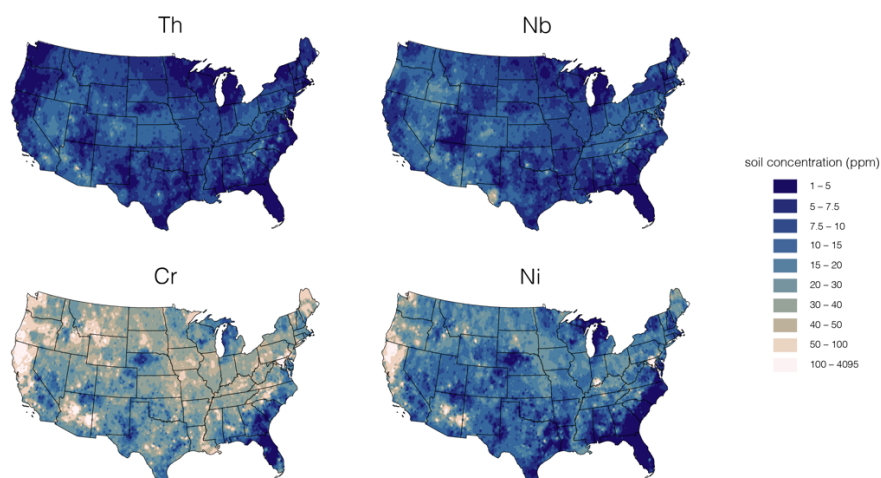 Th
Nb
Cr
Ni
soil concentration (ppm)
1 – 5
5 – 7.5
7.5 – 10
10 – 15
15 – 20
20 – 30
30 – 40
40 – 50
50 – 100
100 – 4095